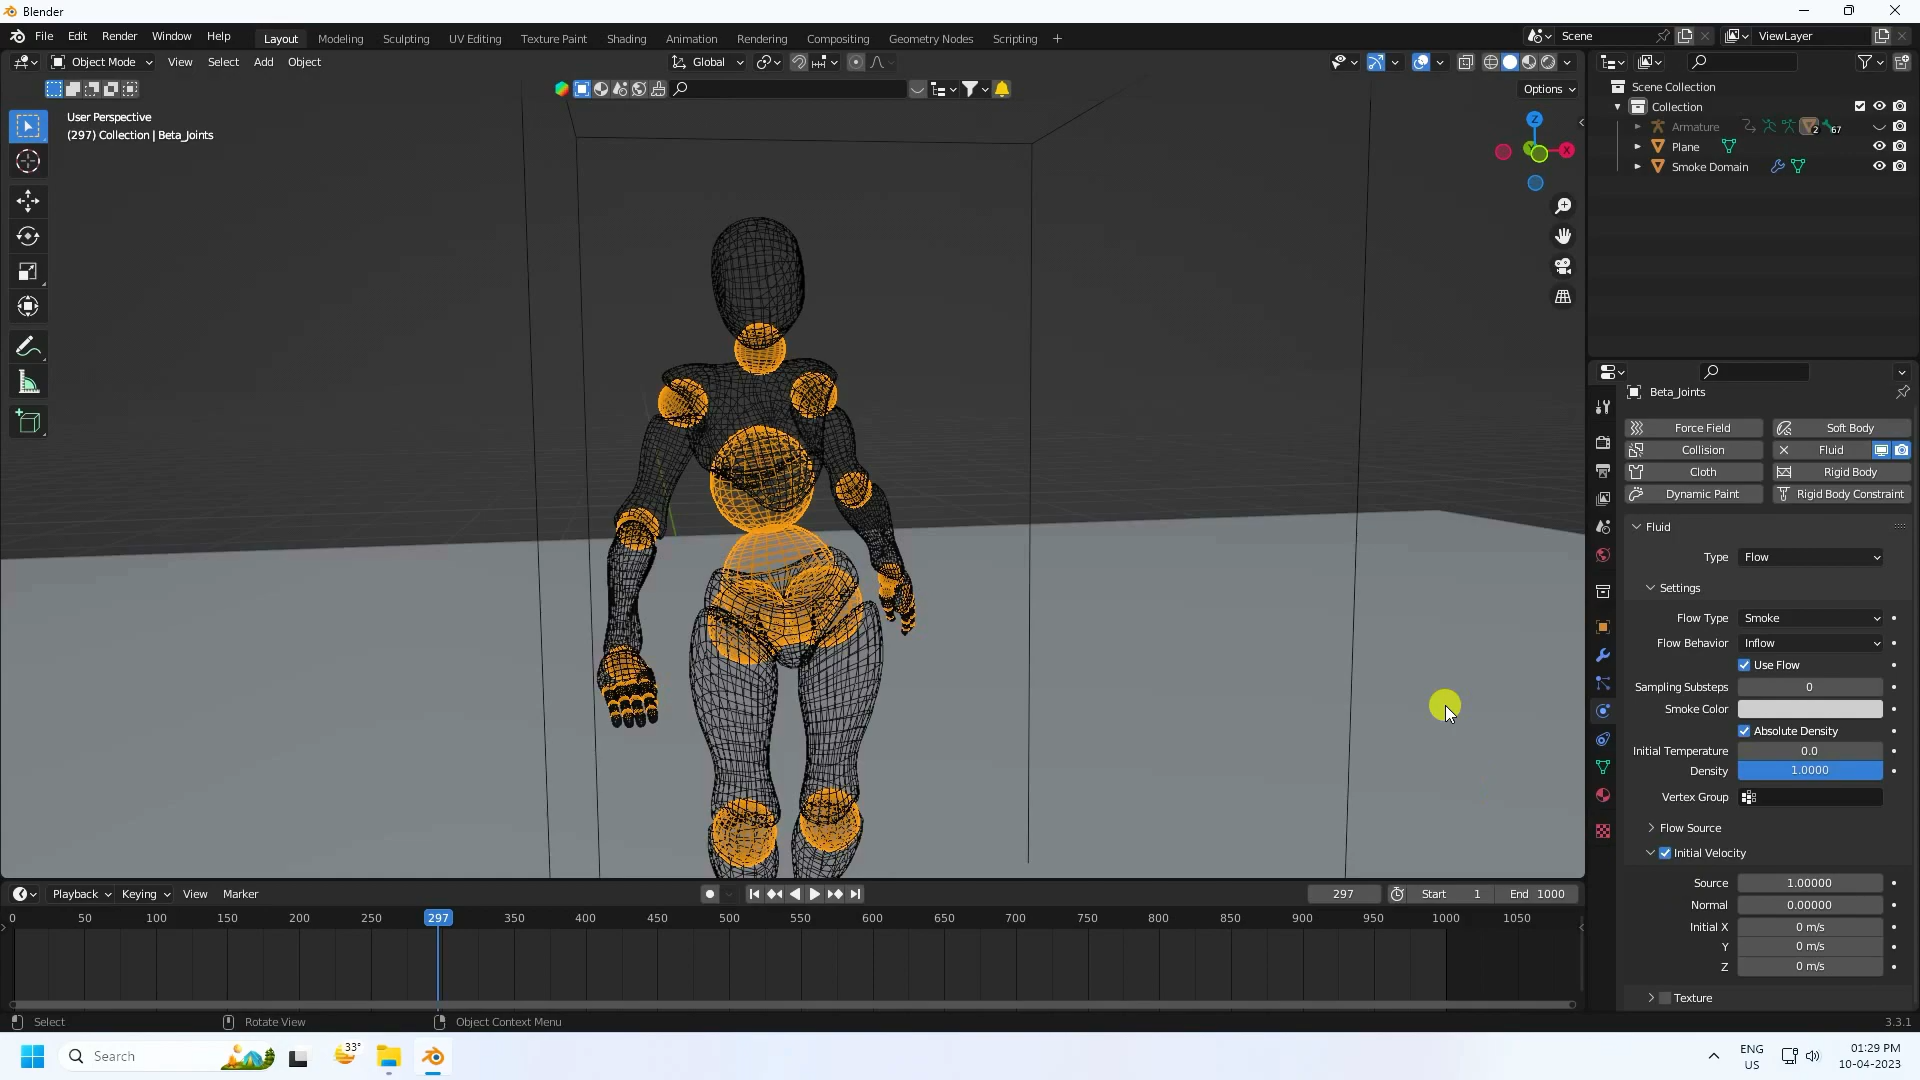 Blender
File Edit Render Window Help Layout Modeling Sculpting UV Editing Texture Paint Shading Animation Rendering Compositing Geometry Nodes Scripting + Scene ViewLayer
Object Mode View Select Add Object Global
Options
User Perspective
(297) Collection | Beta_Joints
Z
X
Scene Collection
Collection
Armature 2 67
Plane
Smoke Domain
Beta_Joints
Force Field Soft Body
Collision Fluid
Cloth Rigid Body
Dynamic Paint Rigid Body Constraint
Fluid
Type Flow
Settings
Flow Type Smoke
Flow Behavior Inflow
Use Flow
Sampling Substeps 0
Smoke Color
Absolute Density
Initial Temperature 0.0
Density 1.0000
Vertex Group
Flow Source
Initial Velocity
Source 1.00000
Normal 0.00000
Initial X 0 m/s
Y 0 m/s
Z 0 m/s
Texture
Playback Keying View Marker 297 Start 1 End 1000
0 50 100 150 200 250 297 350 400 450 500 550 600 650 700 750 800 850 900 950 1000 1050
Select Rotate View Object Context Menu 3.3.1
Search 33° ENG US 01:29 PM 10-04-2023